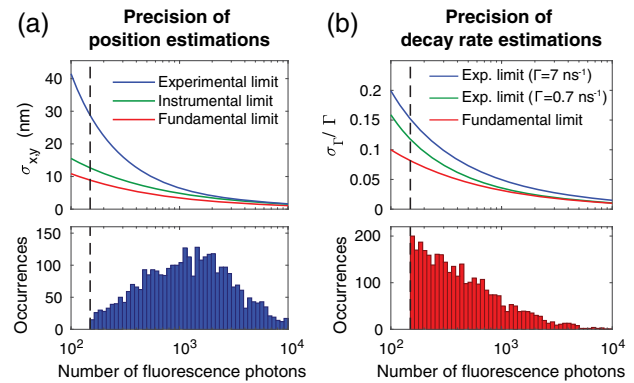 (a)
Precision of
position estimations
50
40
30
20
10
0
σx,y (nm)
Experimental limit
Instrumental limit
Fundamental limit
150
100
50
0
Occurrences
10² 10³ 10⁴
Number of fluorescence photons
(b)
Precision of
decay rate estimations
0.2
0.15
0.1
0.05
0
σΓ/ Γ
Exp. limit (Γ=7 ns⁻¹)
Exp. limit (Γ=0.7 ns⁻¹)
Fundamental limit
200
100
0
Occurrences
10² 10³ 10⁴
Number of fluorescence photons